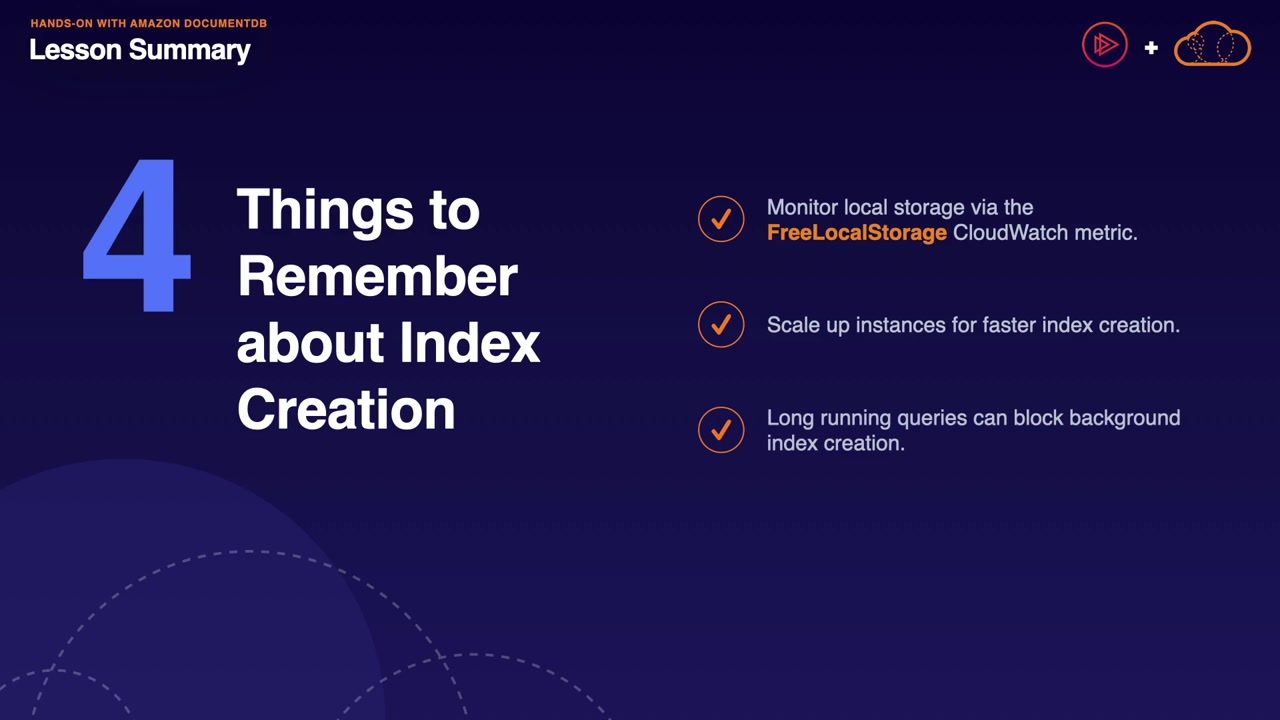 HANDS-ON WITH AMAZON DOCUMENTDB
Lesson Summary
+
4
Things to
Remember
about Index
Creation
Monitor local storage via the
FreeLocalStorage CloudWatch metric.
Scale up instances for faster index creation.
Long running queries can block background
index creation.